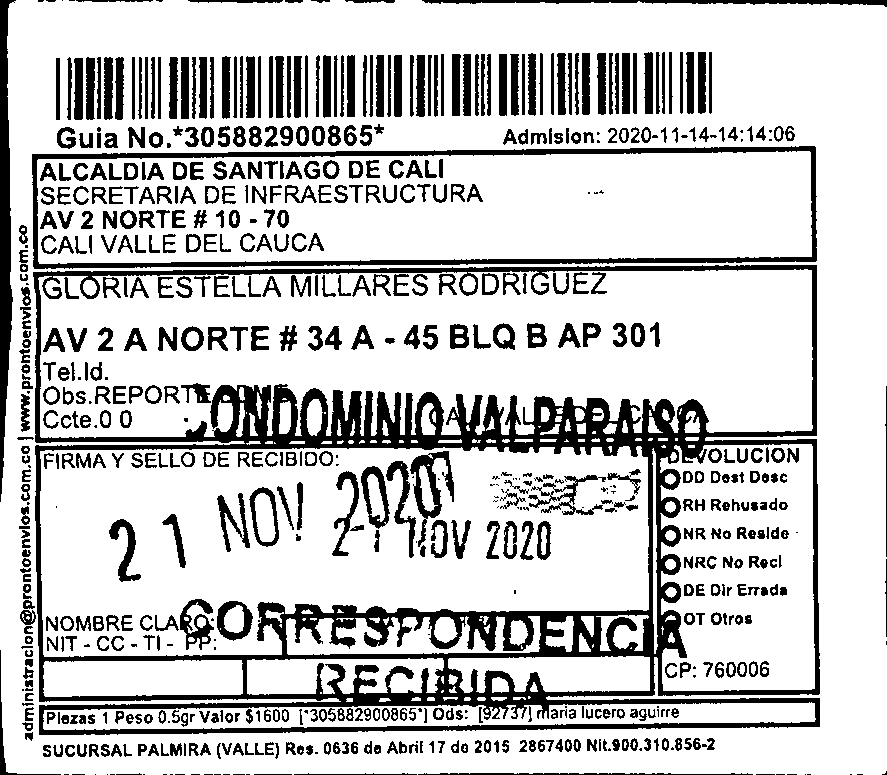 Guia No.*305882900865*
Admision: 2020-11-14-14:14:06
ALCALDIA DE SANTIAGO DE CALI
SECRETARIA DE INFRAESTRUCTURA
AV 2 NORTE # 10 - 70
CALI VALLE DEL CAUCA
GLORIA ESTELLA MILLARES RODRIGUEZ
AV 2 A NORTE # 34 A - 45 BLQ B AP 301
Tel.Id.
Obs.REPORTE
Ccte.0 0
CONDOMINIO VALPARAISO
FIRMA Y SELLO DE RECIBIDO:
21 NOV 2020
21 NOV 2020
CORRESPONDENCIA
RECIBIDA
NOMBRE CLARO:
NIT - CC - TI - PP:
DEVOLUCION
DD Dest Desc
RH Rehusado
NR No Reside
NRC No Recl
DE Dir Errada
OT Otros
CP: 760006
Piezas 1 Peso 0.5gr Valor $1600 [*305882900865*] Ods: [92737] maria lucero aguirre
SUCURSAL PALMIRA (VALLE) Res. 0636 de Abril 17 de 2015 2867400 Nit.900.310.856-2
administracion@prontoenvios.com.co | www.prontoenvios.com.co